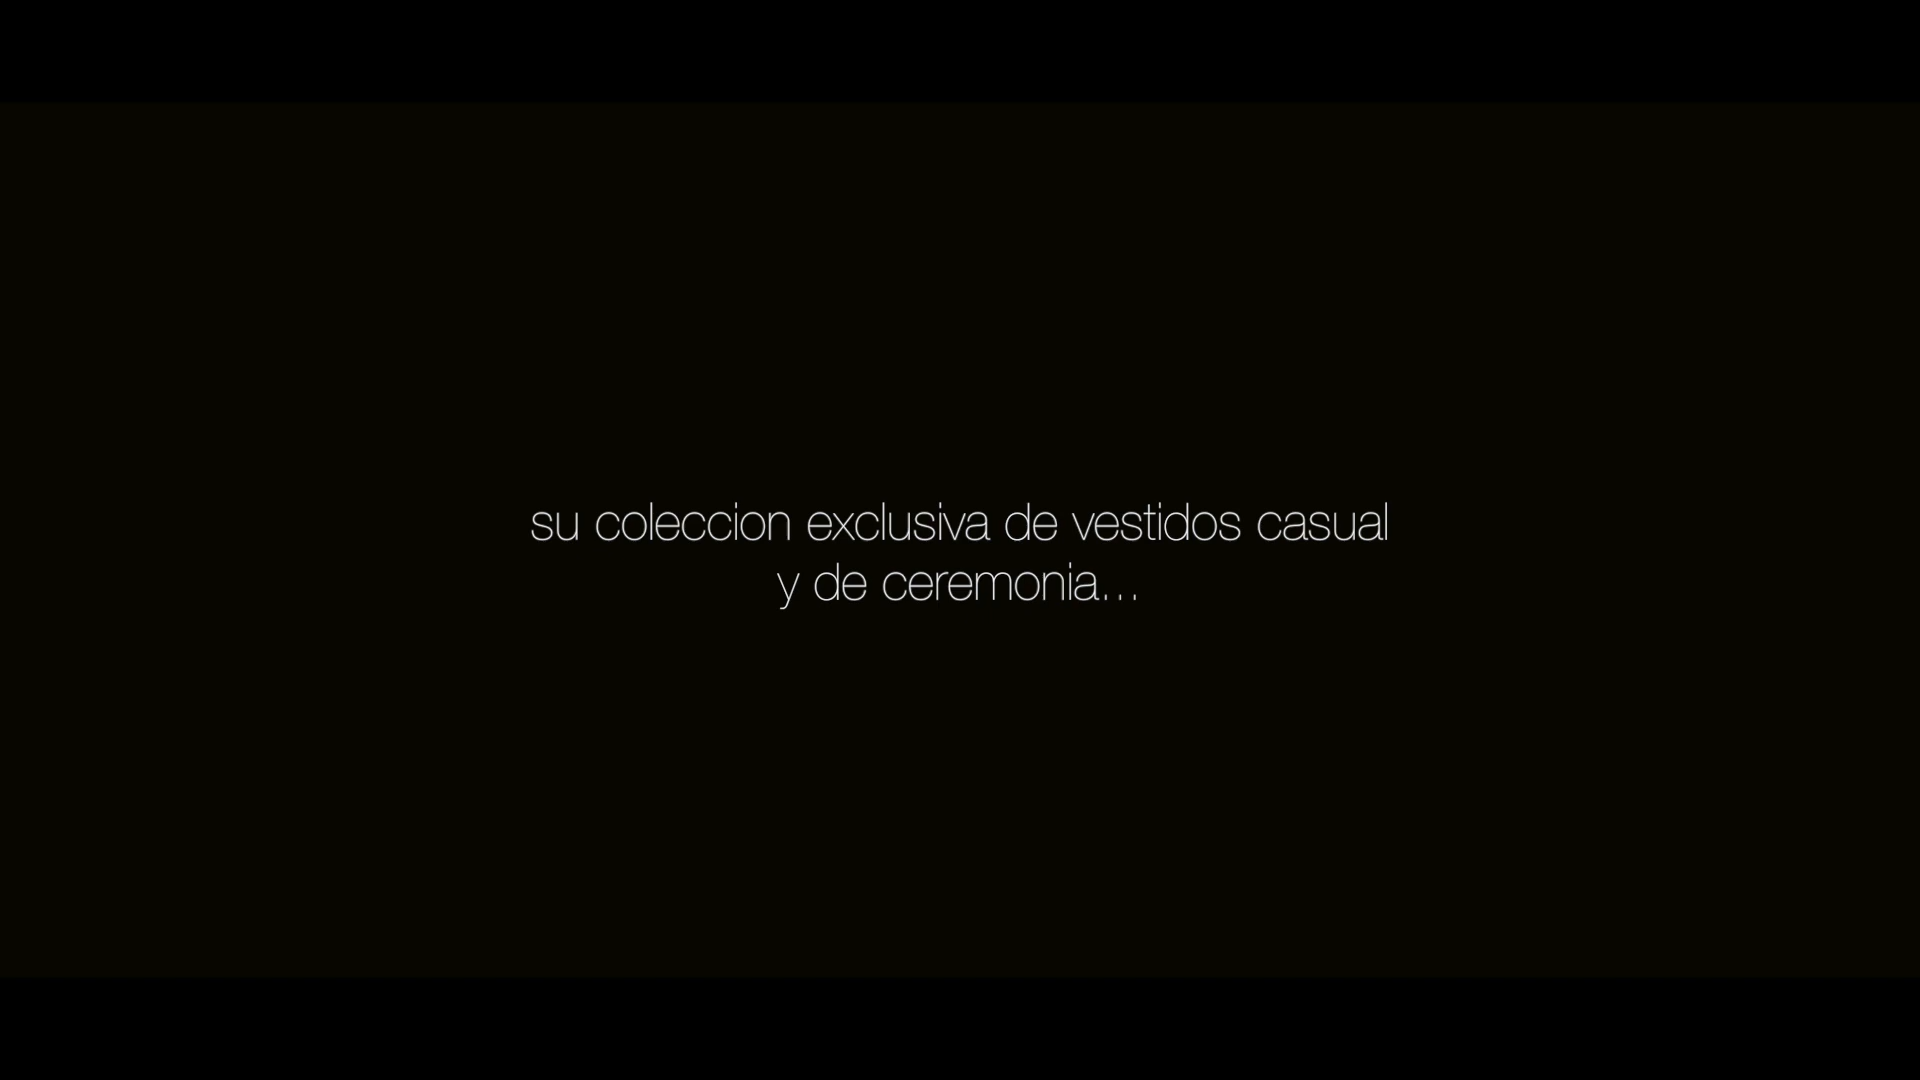 su coleccion exclusiva de vestidos casual
y de ceremonia...